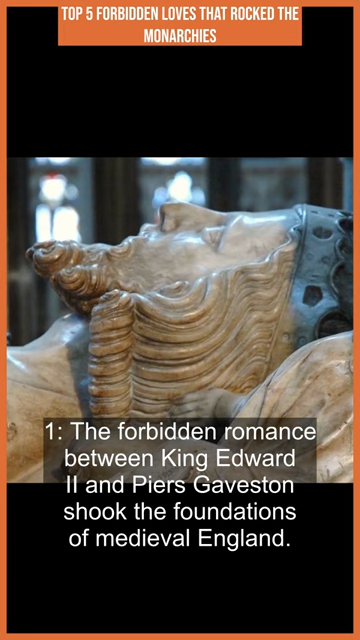 TOP 5 FORBIDDEN LOVES THAT ROCKED THE
MONARCHIES
1: The forbidden romance
between King Edward
II and Piers Gaveston
shook the foundations
of medieval England.